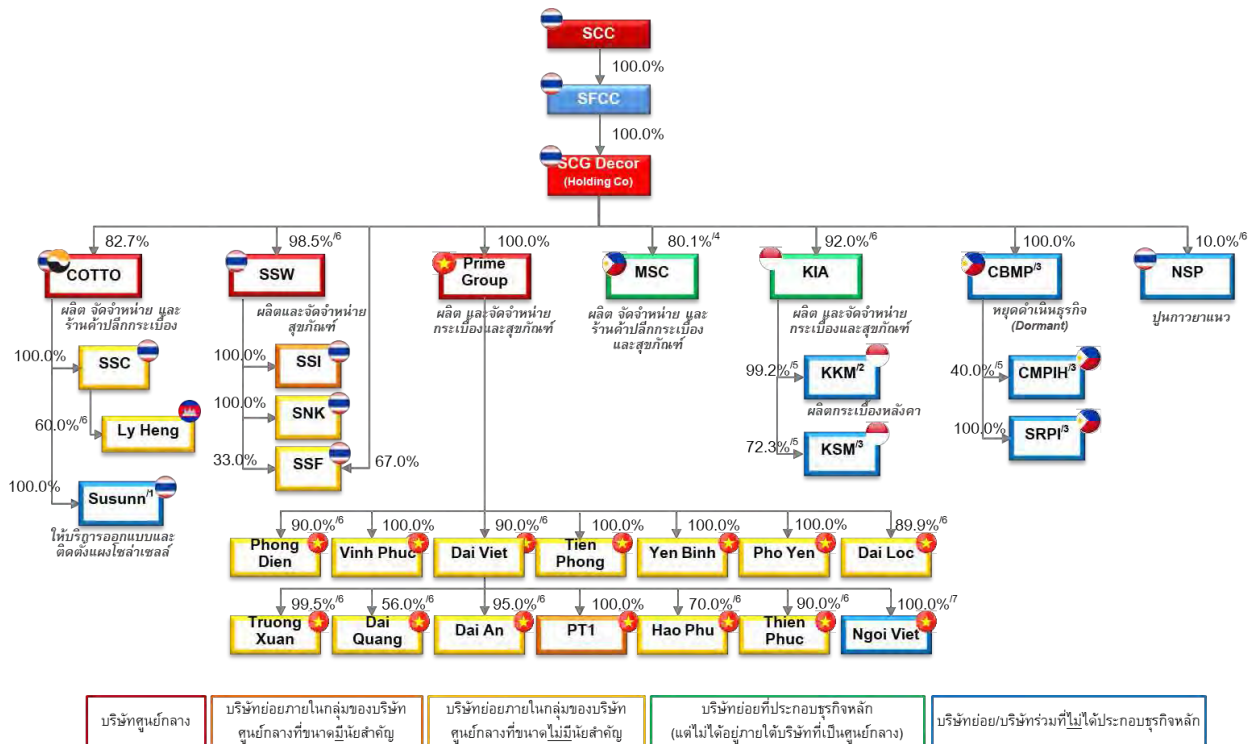 SCC
100.0%
SFCC
100.0%
SCG Decor
(Holding Co)
82.7%
98.5%/6
100.0%
80.1%/4
92.0%/6
100.0%
10.0%/6
COTTO
SSW
Prime
Group
MSC
KIA
CBMP/3
NSP
ผลิต จัดจำหน่าย และ
ร้านค้าปลีกกระเบื้อง
ผลิตและจัดจำหน่าย
สุขภัณฑ์
ผลิต และจัดจำหน่าย
กระเบื้องและสุขภัณฑ์
ผลิต จัดจำหน่าย และ
ร้านค้าปลีกกระเบื้อง
และสุขภัณฑ์
ผลิต และจัดจำหน่าย
กระเบื้องและสุขภัณฑ์
หยุดดำเนินธุรกิจ
(Dormant)
ปูนกาวยาแนว
100.0%
SSC
60.0%/6
Ly Heng
100.0%
Susunn/1
ให้บริการออกแบบและ
ติดตั้งแผงโซล่าเซลล์
100.0%
SSI
100.0%
SNK
33.0%
SSF
67.0%
99.2%/5
KKM/2
ผลิตกระเบื้องหลังคา
72.3%/5
KSM/3
40.0%/5
CMPIH/3
100.0%
SRPI/3
90.0%/6
100.0%
90.0%/6
100.0%
100.0%
100.0%
89.9%/6
Phong
Dien
Vinh Phuc
Dai Viet
Tien
Phong
Yen Binh
Pho Yen
Dai Loc
99.5%/6
56.0%/6
95.0%/6
100.0%
70.0%/6
90.0%/6
100.0%/7
Truong
Xuan
Dai
Quang
Dai An
PT1
Hao Phu
Thien
Phuc
Ngoi Viet
บริษัทศูนย์กลาง
บริษัทย่อยภายในกลุ่มของบริษัท
ศูนย์กลางที่ขนาดมีนัยสำคัญ
บริษัทย่อยภายในกลุ่มของบริษัท
ศูนย์กลางที่ขนาดไม่มีนัยสำคัญ
บริษัทย่อยที่ประกอบธุรกิจหลัก
(แต่ไม่ได้อยู่ภายใต้บริษัทที่เป็นศูนย์กลาง)
บริษัทย่อย/บริษัทร่วมที่ไม่ได้ประกอบธุรกิจหลัก